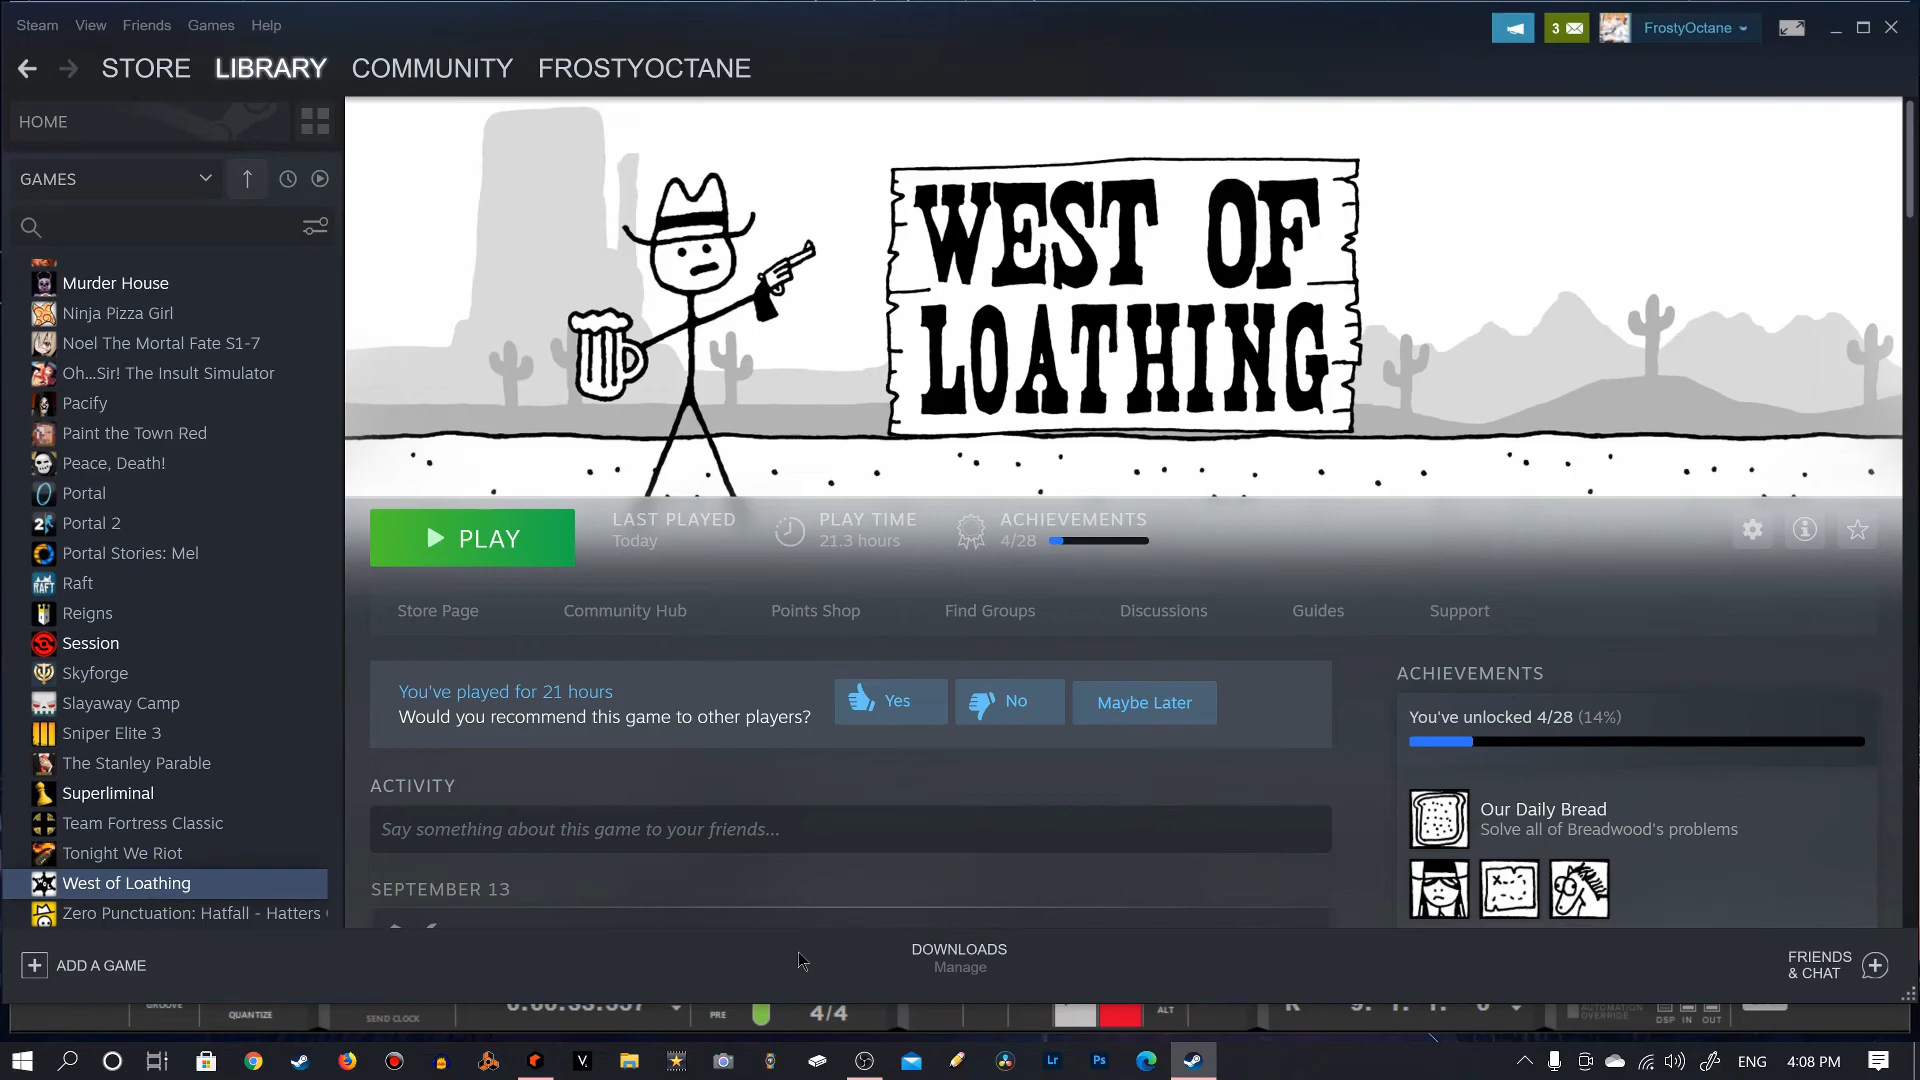 Steam View Friends Games Help
3
FrostyOctane
STORE LIBRARY COMMUNITY FROSTYOCTANE
HOME
GAMES
Murder House
Ninja Pizza Girl
Noel The Mortal Fate S1-7
Oh...Sir! The Insult Simulator
Pacify
Paint the Town Red
Peace, Death!
Portal
Portal 2
Portal Stories: Mel
Raft
Reigns
Session
Skyforge
Slayaway Camp
Sniper Elite 3
The Stanley Parable
Superliminal
Team Fortress Classic
Tonight We Riot
West of Loathing
Zero Punctuation: Hatfall - Hatters
WEST OF
LOATHING
PLAY
LAST PLAYED
Today
PLAY TIME
21.3 hours
ACHIEVEMENTS
4/28
Store Page Community Hub Points Shop Find Groups Discussions Guides Support
You've played for 21 hours
Would you recommend this game to other players?
Yes No Maybe Later
ACTIVITY
Say something about this game to your friends...
SEPTEMBER 13
ACHIEVEMENTS
You've unlocked 4/28 (14%)
Our Daily Bread
Solve all of Breadwood's problems
ADD A GAME
DOWNLOADS
Manage
FRIENDS
& CHAT
QUANTIZE
SEND CLOCK
PRE
4/4
ALT
AUTOMATION
OVERRIDE
DSP IN OUT
V
Lr Ps
ENG 4:08 PM